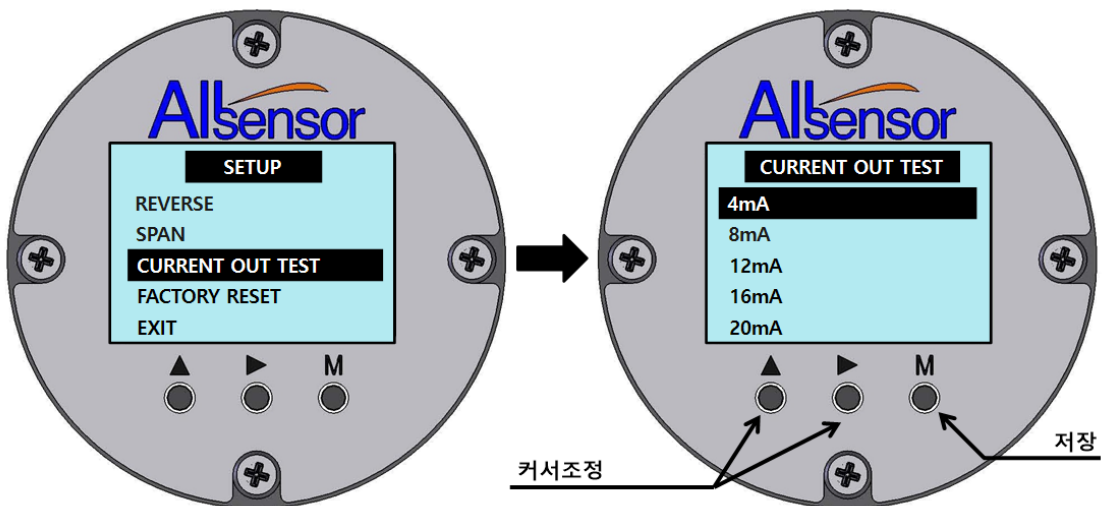 Allsensor
SETUP
REVERSE
SPAN
CURRENT OUT TEST
FACTORY RESET
EXIT
▲ ▶ M
Allsensor
CURRENT OUT TEST
4mA
8mA
12mA
16mA
20mA
▲ ▶ M
저장
커서조정